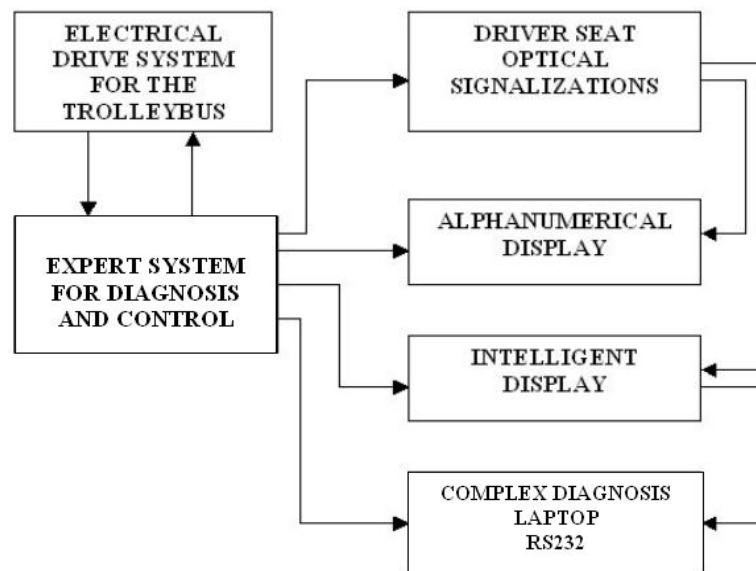 ELECTRICAL
DRIVE SYSTEM
FOR THE
TROLLEYBUS
DRIVER SEAT
OPTICAL
SIGNALIZATIONS
EXPERT SYSTEM
FOR DIAGNOSIS
AND CONTROL
ALPHANUMERICAL
DISPLAY
INTELLIGENT
DISPLAY
COMPLEX DIAGNOSIS
LAPTOP
RS232